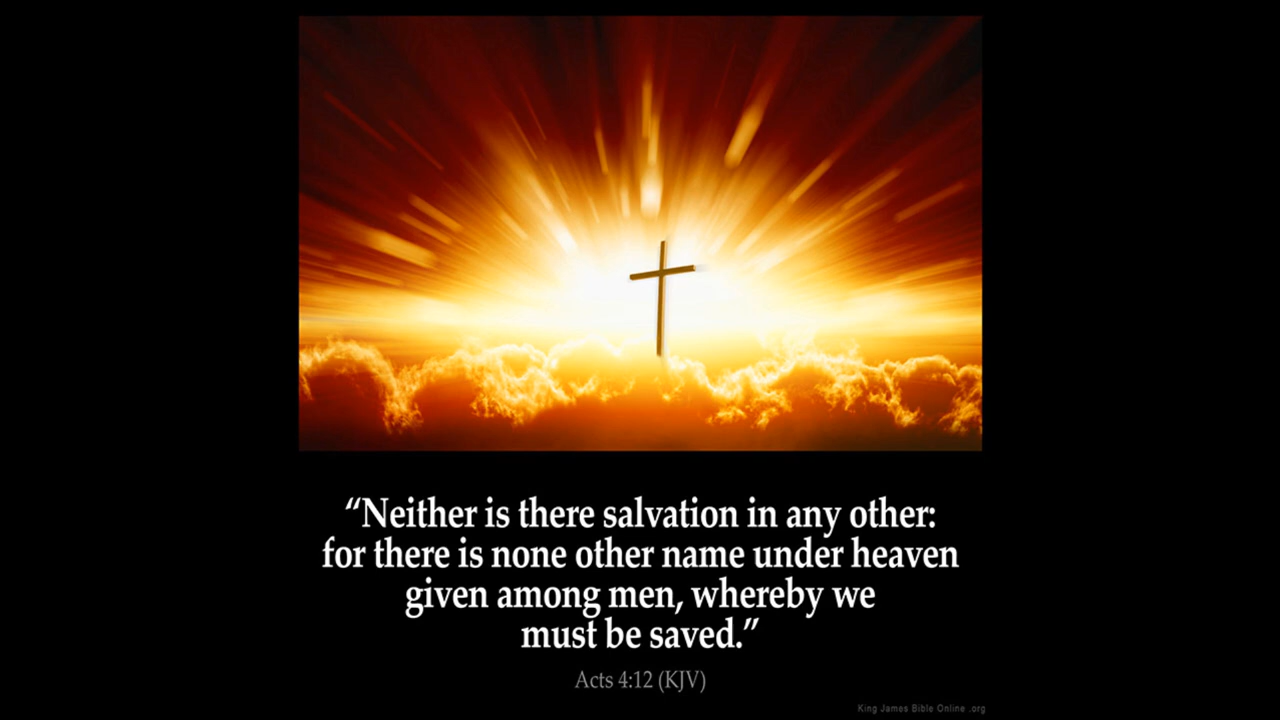 “Neither is there salvation in any other:
for there is none other name under heaven
given among men, whereby we
must be saved.”
Acts 4:12 (KJV)
King James Bible Online .org